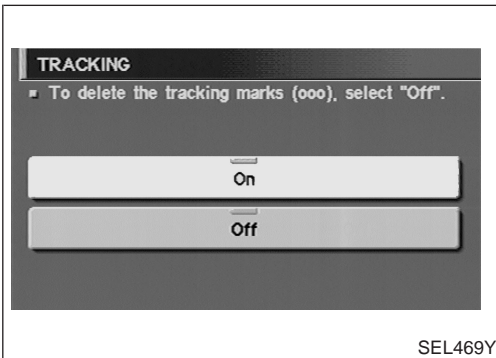 TRACKING
To delete the tracking marks (ooo), select "Off".
On
Off
SEL469Y